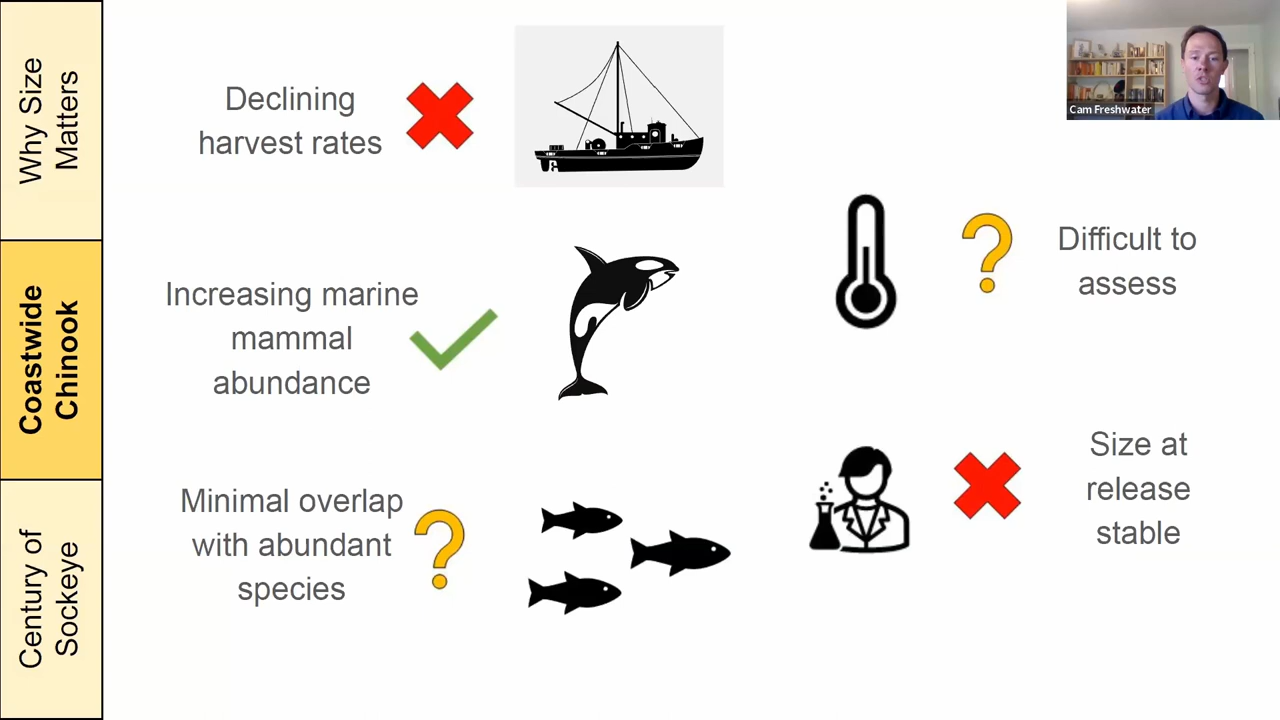 Why Size
Matters
Coastwide
Chinook
Century of
Sockeye
Declining
harvest rates
Increasing marine
mammal
abundance
Minimal overlap
with abundant
species
Difficult to
assess
Size at
release
stable
Cam Freshwater